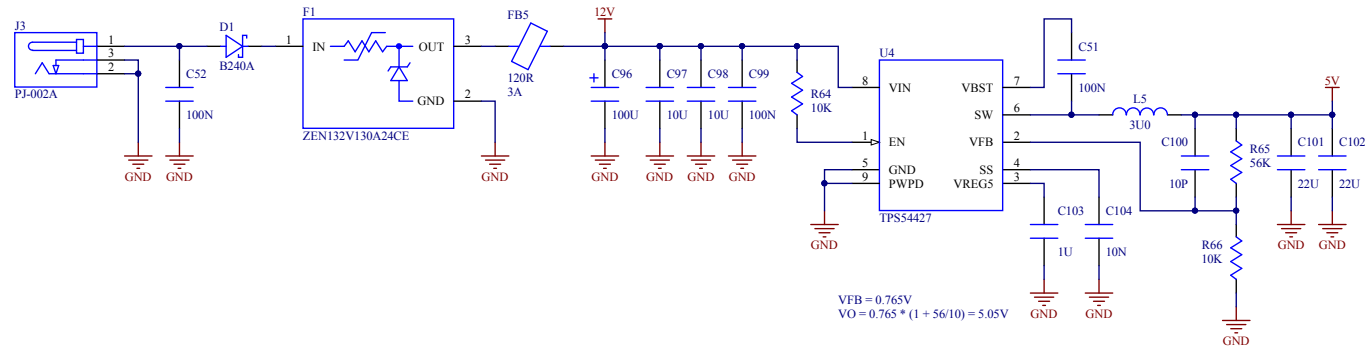 J3
1
3
2
PJ-002A
C52
100N
GND
GND
D1
B240A
F1
1
IN
OUT
3
GND
2
ZEN132V130A24CE
GND
FB5
120R
3A
12V
C96
+
100U
GND
C97
10U
GND
C98
10U
GND
C99
100N
GND
R64
10K
U4
8
VIN
1
EN
5
GND
9
PWPD
VBST
7
SW
6
VFB
2
SS
4
VREG5
3
TPS54427
GND
C51
100N
L5
3U0
C100
10P
R65
56K
C101
22U
GND
C102
22U
GND
5V
C103
1U
GND
C104
10N
GND
R66
10K
GND
VFB = 0.765V
VO = 0.765 * (1 + 56/10) = 5.05V